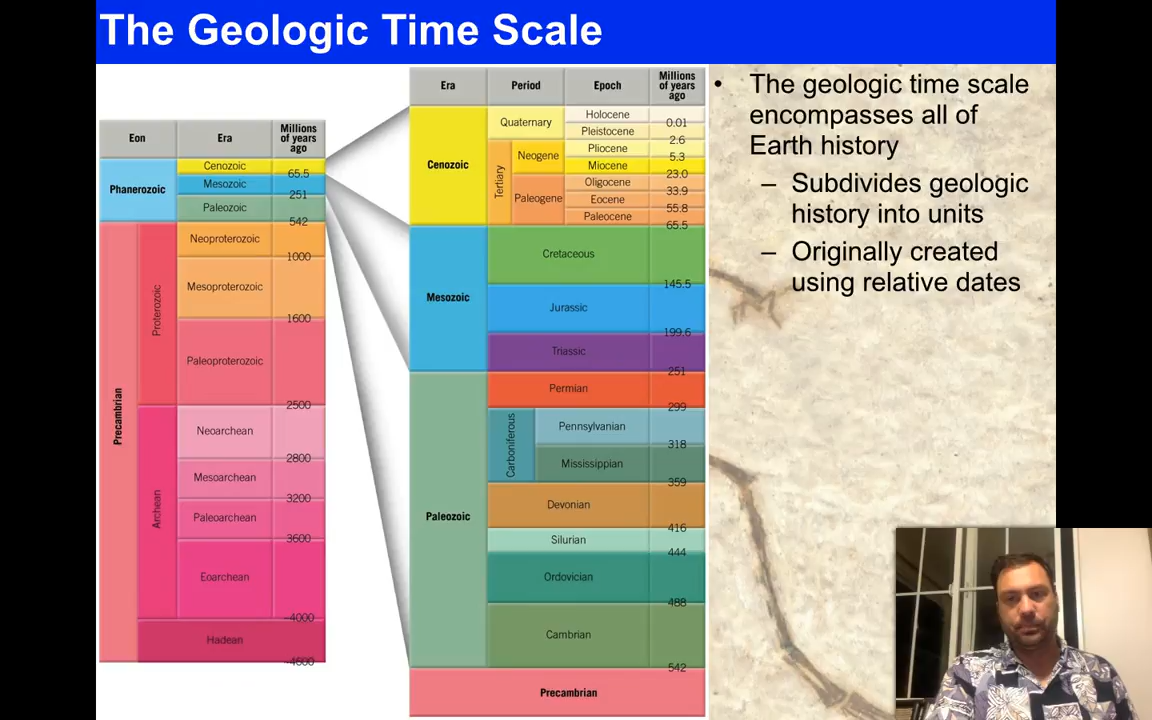 The Geologic Time Scale
Eon
Era
Millions
of years
ago
Phanerozoic
Cenozoic
65.5
Mesozoic
251
Paleozoic
542
Precambrian
Proterozoic
Neoproterozoic
1000
Mesoproterozoic
1600
Paleoproterozoic
2500
Archean
Neoarchean
2800
Mesoarchean
3200
Paleoarchean
3600
Eoarchean
~4000
Hadean
~4600
Era
Period
Epoch
Millions
of years
ago
Cenozoic
Quaternary
Holocene
0.01
Pleistocene
2.6
Tertiary
Neogene
Pliocene
5.3
Miocene
23.0
Paleogene
Oligocene
33.9
Eocene
55.8
Paleocene
65.5
Mesozoic
Cretaceous
145.5
Jurassic
199.6
Triassic
251
Paleozoic
Permian
299
Carboniferous
Pennsylvanian
318
Mississippian
359
Devonian
416
Silurian
444
Ordovician
488
Cambrian
542
Precambrian
• The geologic time scale
encompasses all of
Earth history
– Subdivides geologic
history into units
– Originally created
using relative dates